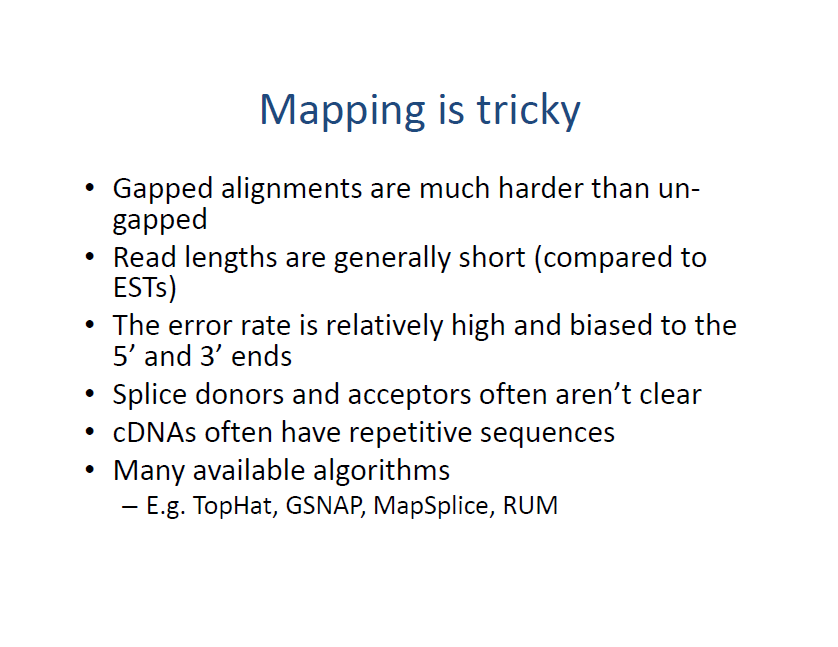 Mapping is tricky
• Gapped alignments are much harder than un-
gapped
• Read lengths are generally short (compared to
ESTs)
• The error rate is relatively high and biased to the
5’ and 3’ ends
• Splice donors and acceptors often aren’t clear
• cDNAs often have repetitive sequences
• Many available algorithms
– E.g. TopHat, GSNAP, MapSplice, RUM